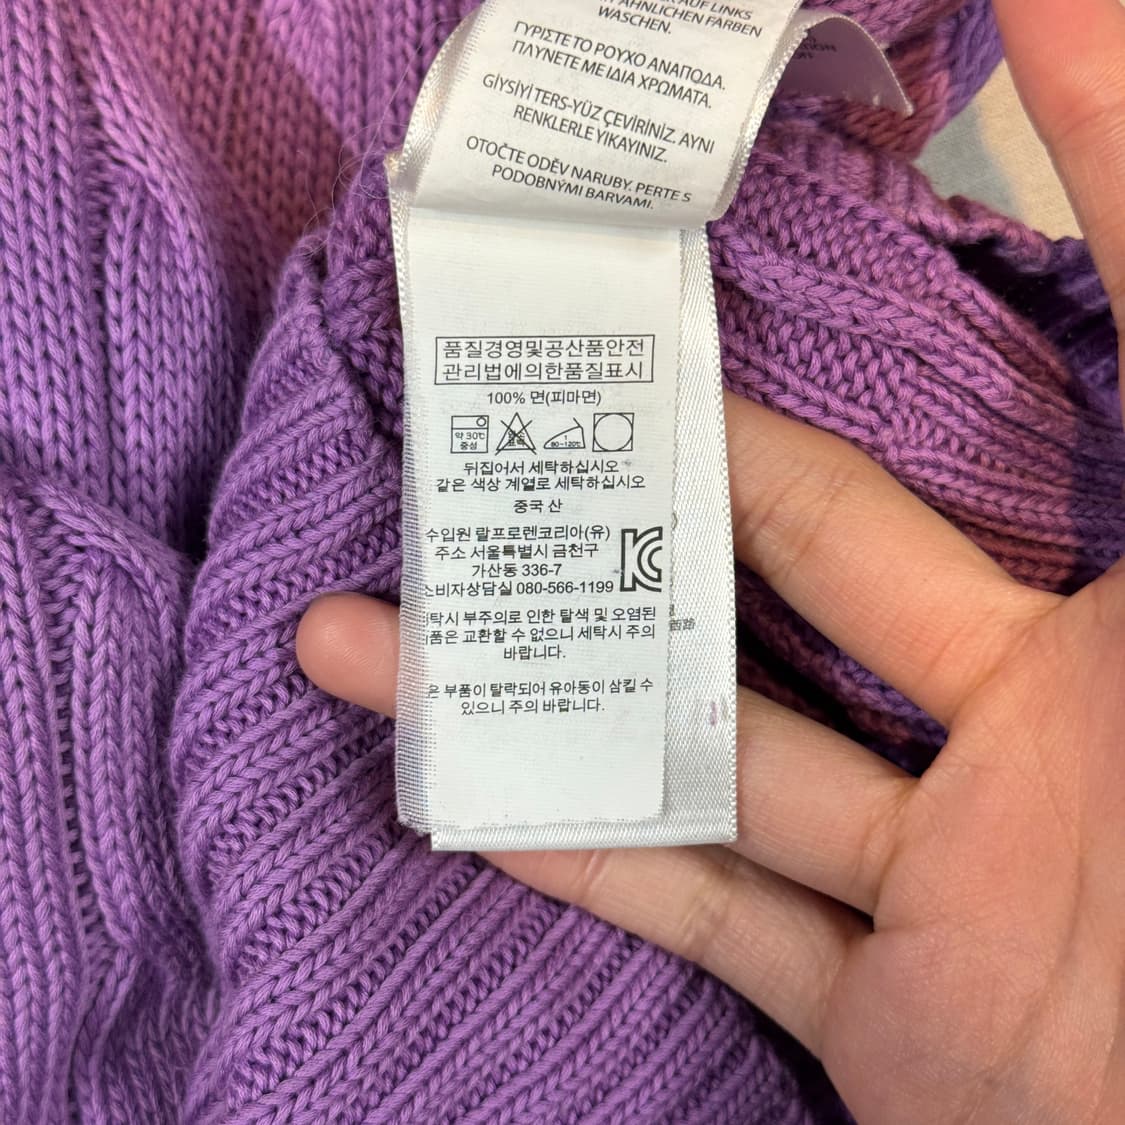 AUF LINKS
ÄHNLICHEN FARBEN
WASCHEN.
ΓΥΡΙΣΤΕ ΤΟ ΡΟΥΧΟ ΑΝΑΠΟΔΑ.
ΠΛΥΝΕΤΕ ΜΕ ΙΔΙΑ ΧΡΩΜΑΤΑ.
GİYSİYİ TERS-YÜZ ÇEVİRİNİZ. AYNI
RENKLERLE YIKAYINIZ.
OTOČTE ODĚV NARUBY. PERTE S
PODOBNÝMI BARVAMI.
품질경영및공산품안전
관리법에의한품질표시
100% 면(피마면)
약 30℃
중성
80~120℃
뒤집어서 세탁하십시오
같은 색상 계열로 세탁하십시오
중국 산
수입원 랄프로렌코리아(유)
주소 서울특별시 금천구
가산동 336-7
소비자상담실 080-566-1199
탁시 부주의로 인한 탈색 및 오염된
품은 교환할 수 없으니 세탁시 주의
바랍니다.
은 부품이 탈락되어 유아동이 삼킬 수
있으니 주의 바랍니다.